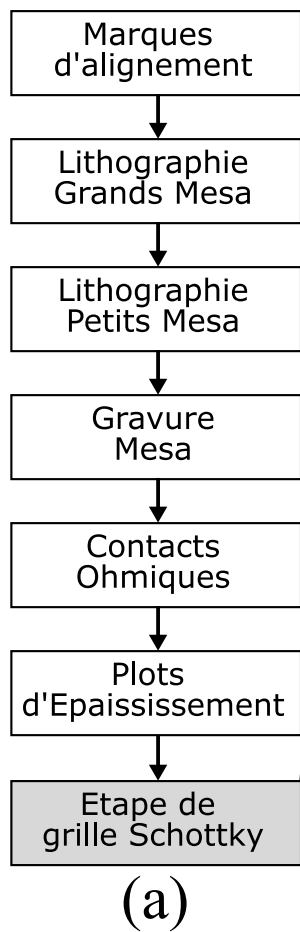 Marques
d'alignement
Lithographie
Grands Mesa
Lithographie
Petits Mesa
Gravure
Mesa
Contacts
Ohmiques
Plots
d'Epaississement
Etape de
grille Schottky
(a)